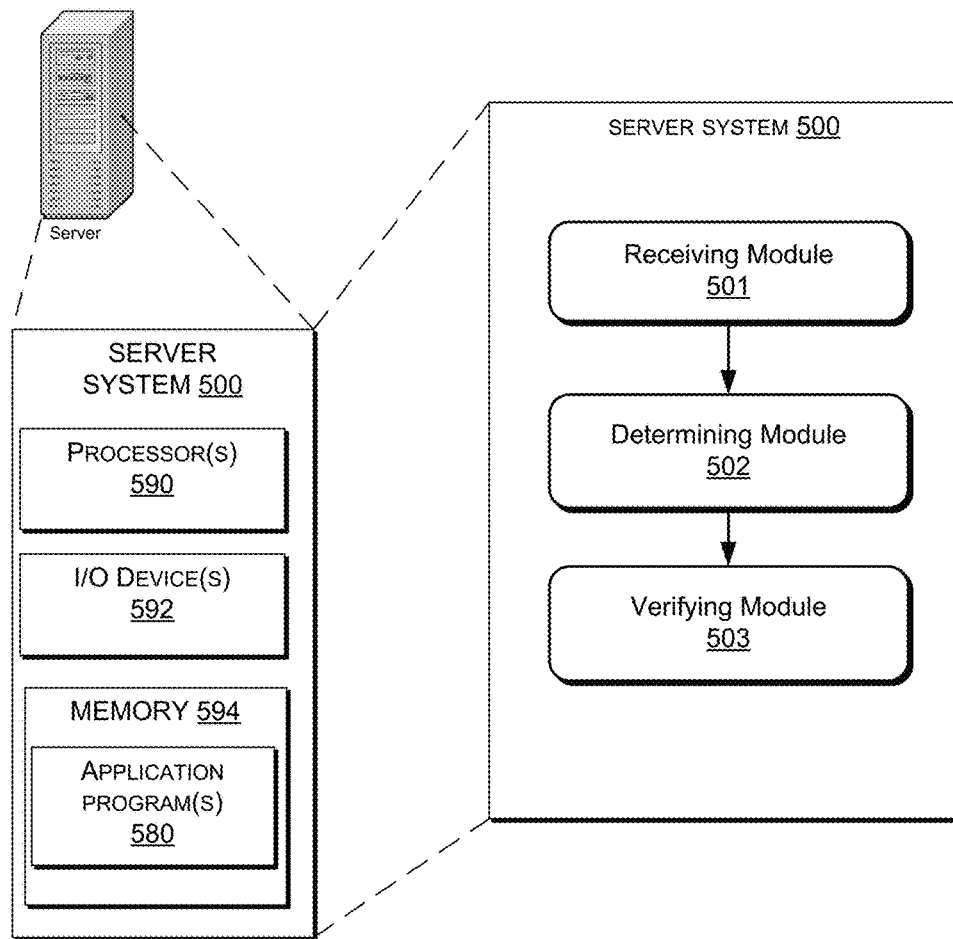 Server
SERVER
SYSTEM 500
PROCESSOR(S)
590
I/O DEVICE(S)
592
MEMORY 594
APPLICATION
PROGRAM(S)
580
SERVER SYSTEM 500
Receiving Module
501
Determining Module
502
Verifying Module
503